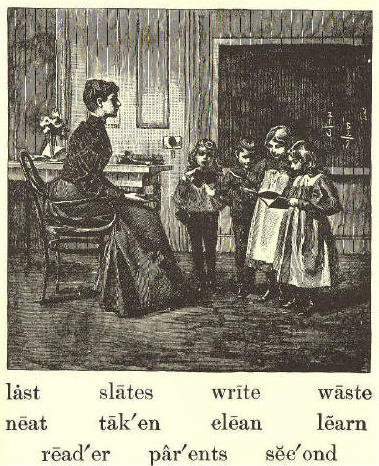 lȧst slātes wrīte wāste
nēat tāk′en clēan lẽarn
rēad′er pâr′ents sĕc′ond